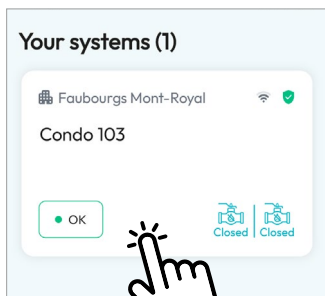 Your systems (1)
Faubourgs Mont-Royal
Condo 103
OK
Closed
Closed